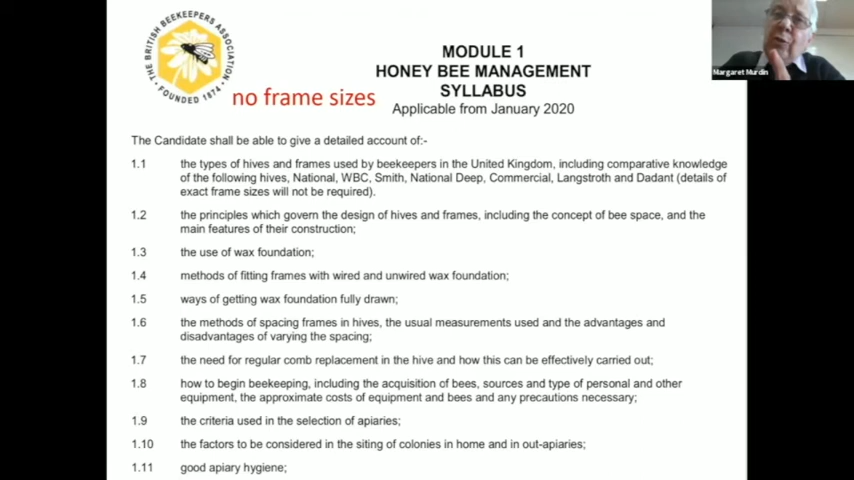 THE BRITISH BEEKEEPERS ASSOCIATION
FOUNDED 1874
Margaret Murdin
MODULE 1
HONEY BEE MANAGEMENT
SYLLABUS
no frame sizes
Applicable from January 2020
The Candidate shall be able to give a detailed account of:-
1.1 the types of hives and frames used by beekeepers in the United Kingdom, including comparative knowledge
of the following hives, National, WBC, Smith, National Deep, Commercial, Langstroth and Dadant (details of
exact frame sizes will not be required).
1.2 the principles which govern the design of hives and frames, including the concept of bee space, and the
main features of their construction;
1.3 the use of wax foundation;
1.4 methods of fitting frames with wired and unwired wax foundation;
1.5 ways of getting wax foundation fully drawn;
1.6 the methods of spacing frames in hives, the usual measurements used and the advantages and
disadvantages of varying the spacing;
1.7 the need for regular comb replacement in the hive and how this can be effectively carried out;
1.8 how to begin beekeeping, including the acquisition of bees, sources and type of personal and other
equipment, the approximate costs of equipment and bees and any precautions necessary;
1.9 the criteria used in the selection of apiaries;
1.10 the factors to be considered in the siting of colonies in home and in out-apiaries;
1.11 good apiary hygiene;